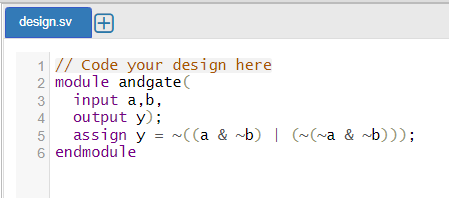 design.sv
1 // Code your design here
2 module andgate(
3   input a,b,
4   output y);
5   assign y = ~((a & ~b) | (~(~a & ~b)));
6 endmodule